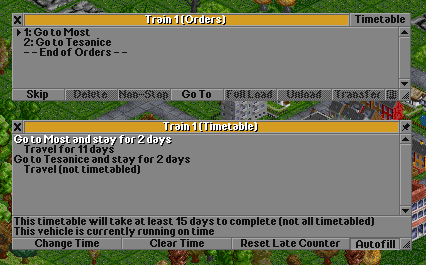 Train 1 (Orders)
Timetable
1: Go to Most
2: Go to Tesanice
- - End of Orders - -
Skip
Delete
Non-Stop
Go To
Full Load
Unload
Transfer
Train 1 (Timetable)
Go to Most and stay for 2 days
Travel for 11 days
Go to Tesanice and stay for 2 days
Travel (not timetabled)
This timetable will take at least 15 days to complete (not all timetabled)
This vehicle is currently running on time
Change Time
Clear Time
Reset Late Counter
Autofill